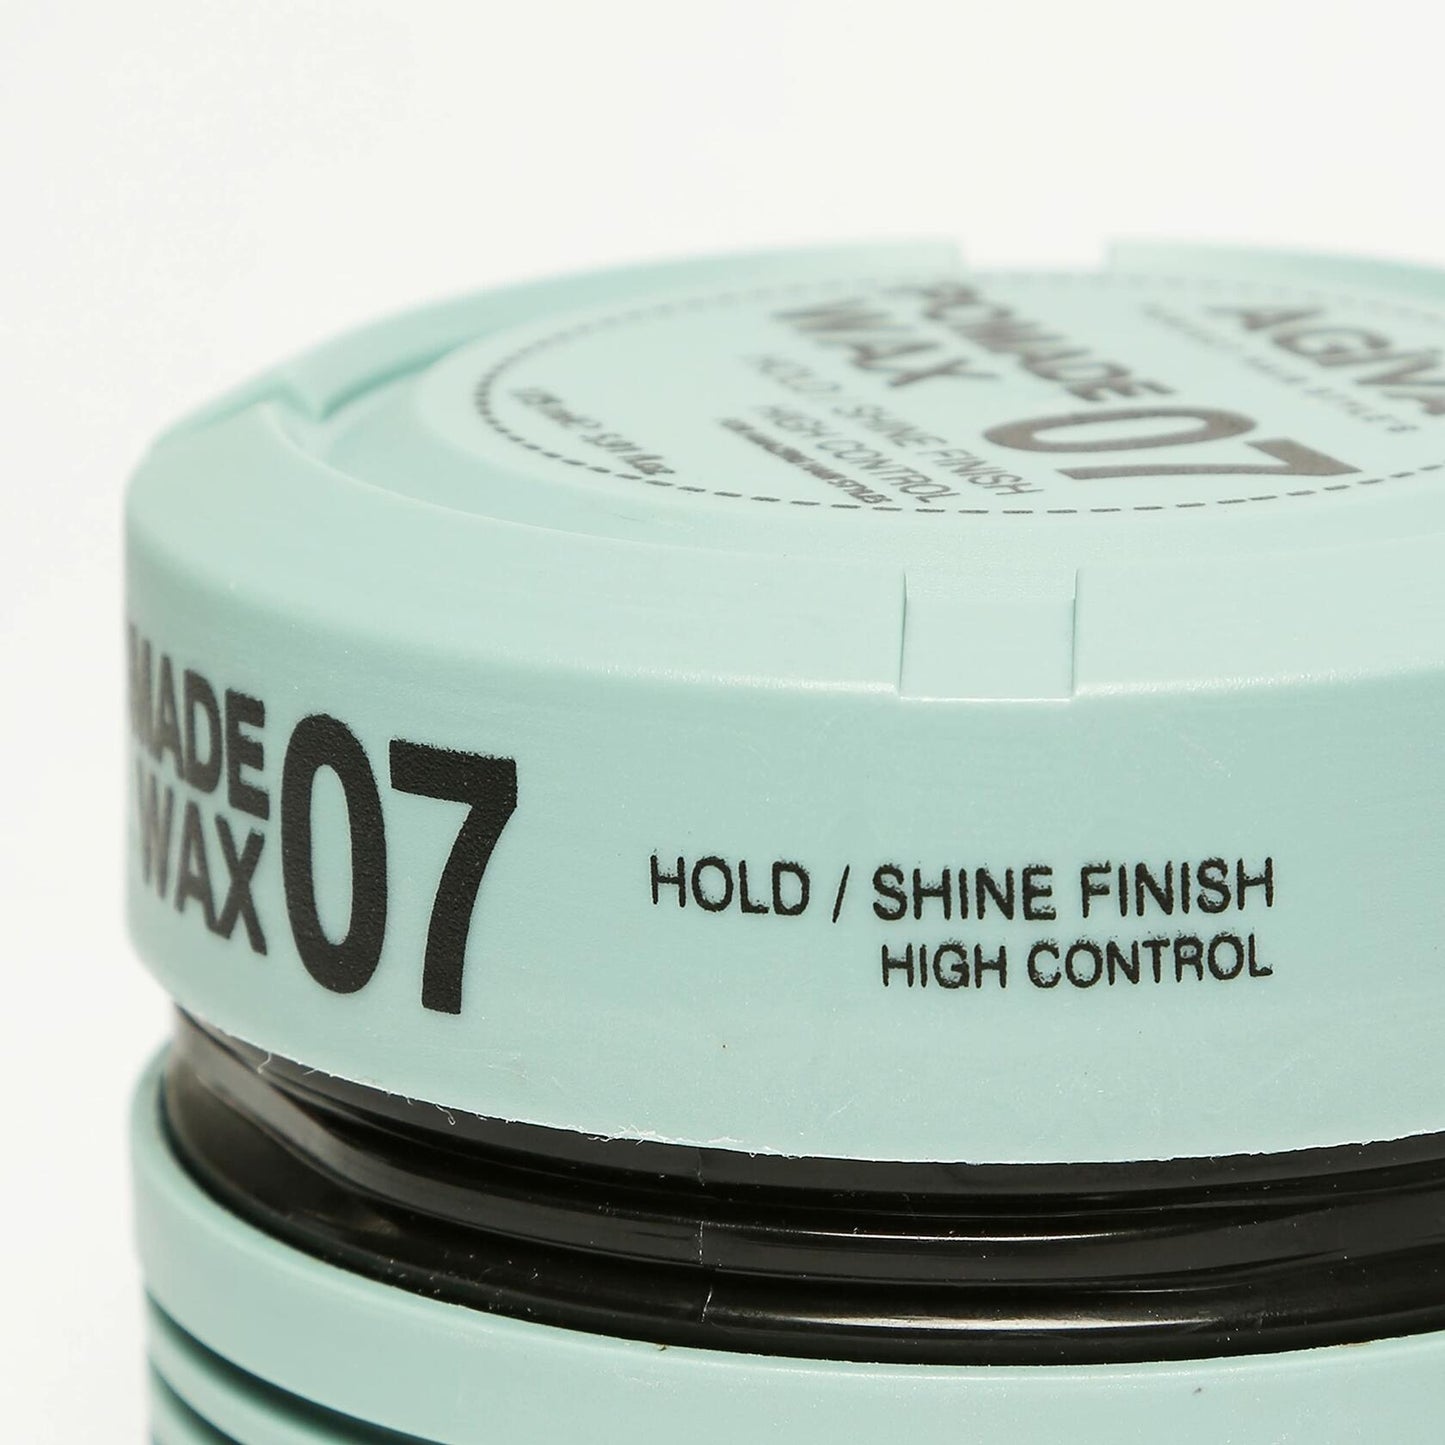 AGIVA
POMADE
WAX
07
HOLD / SHINE FINISH
HIGH CONTROL
MADE
WAX
07
HOLD / SHINE FINISH
HIGH CONTROL